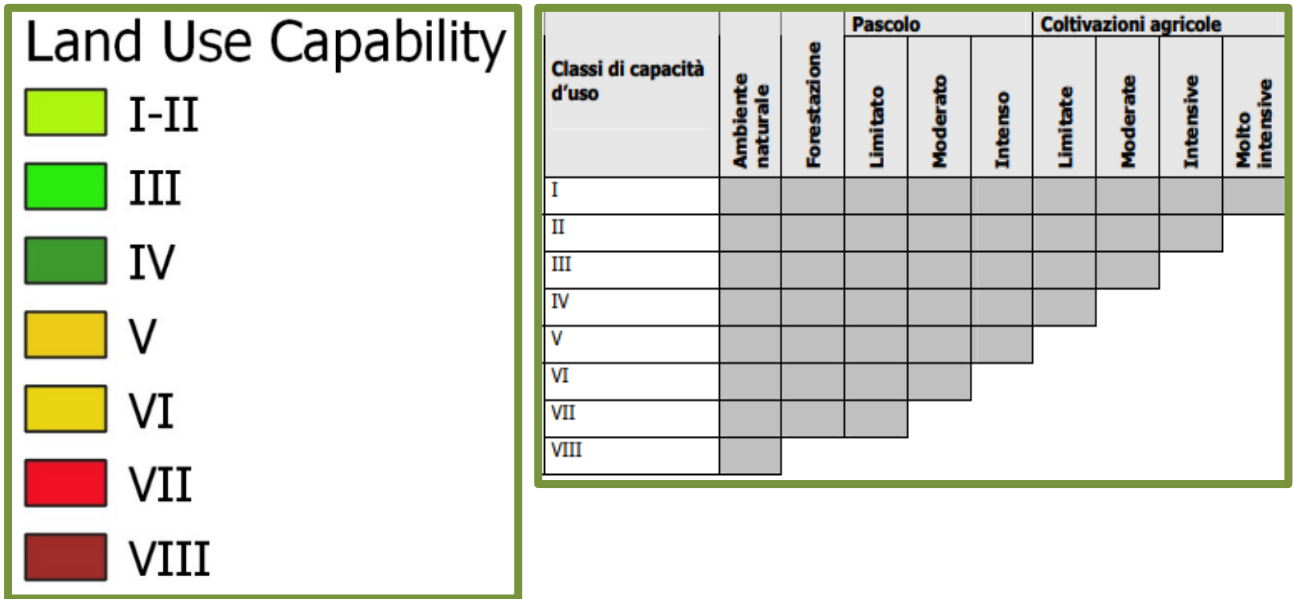 Land Use Capability
I-II
III
IV
V
VI
VII
VIII
Pascolo
Coltivazioni agricole
Classi di capacità
d'uso
Ambiente
naturale
Forestazione
Limitato
Moderato
Intenso
Limitate
Moderate
Intensive
Molto
intensive
I
II
III
IV
V
VI
VII
VIII